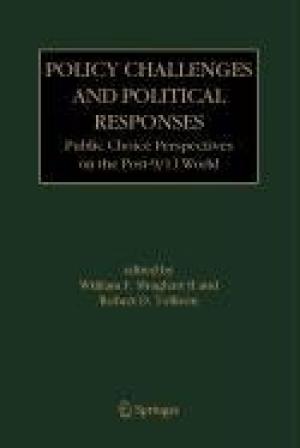 POLICY CHALLENGES
AND POLITICAL
RESPONSES
Public Choice Perspectives
on the Post-9/11 World
edited by
William F. Shughart II and
Robert D. Tollison
Springer